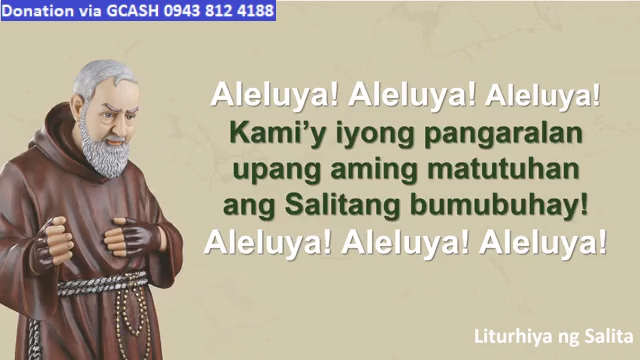 Donation via GCASH 0943 812 4188
Aleluya! Aleluya! Aleluya!
Kami’y iyong pangaralan
upang aming matutuhan
ang Salitang bumubuhay!
Aleluya! Aleluya! Aleluya!
Liturhiya ng Salita